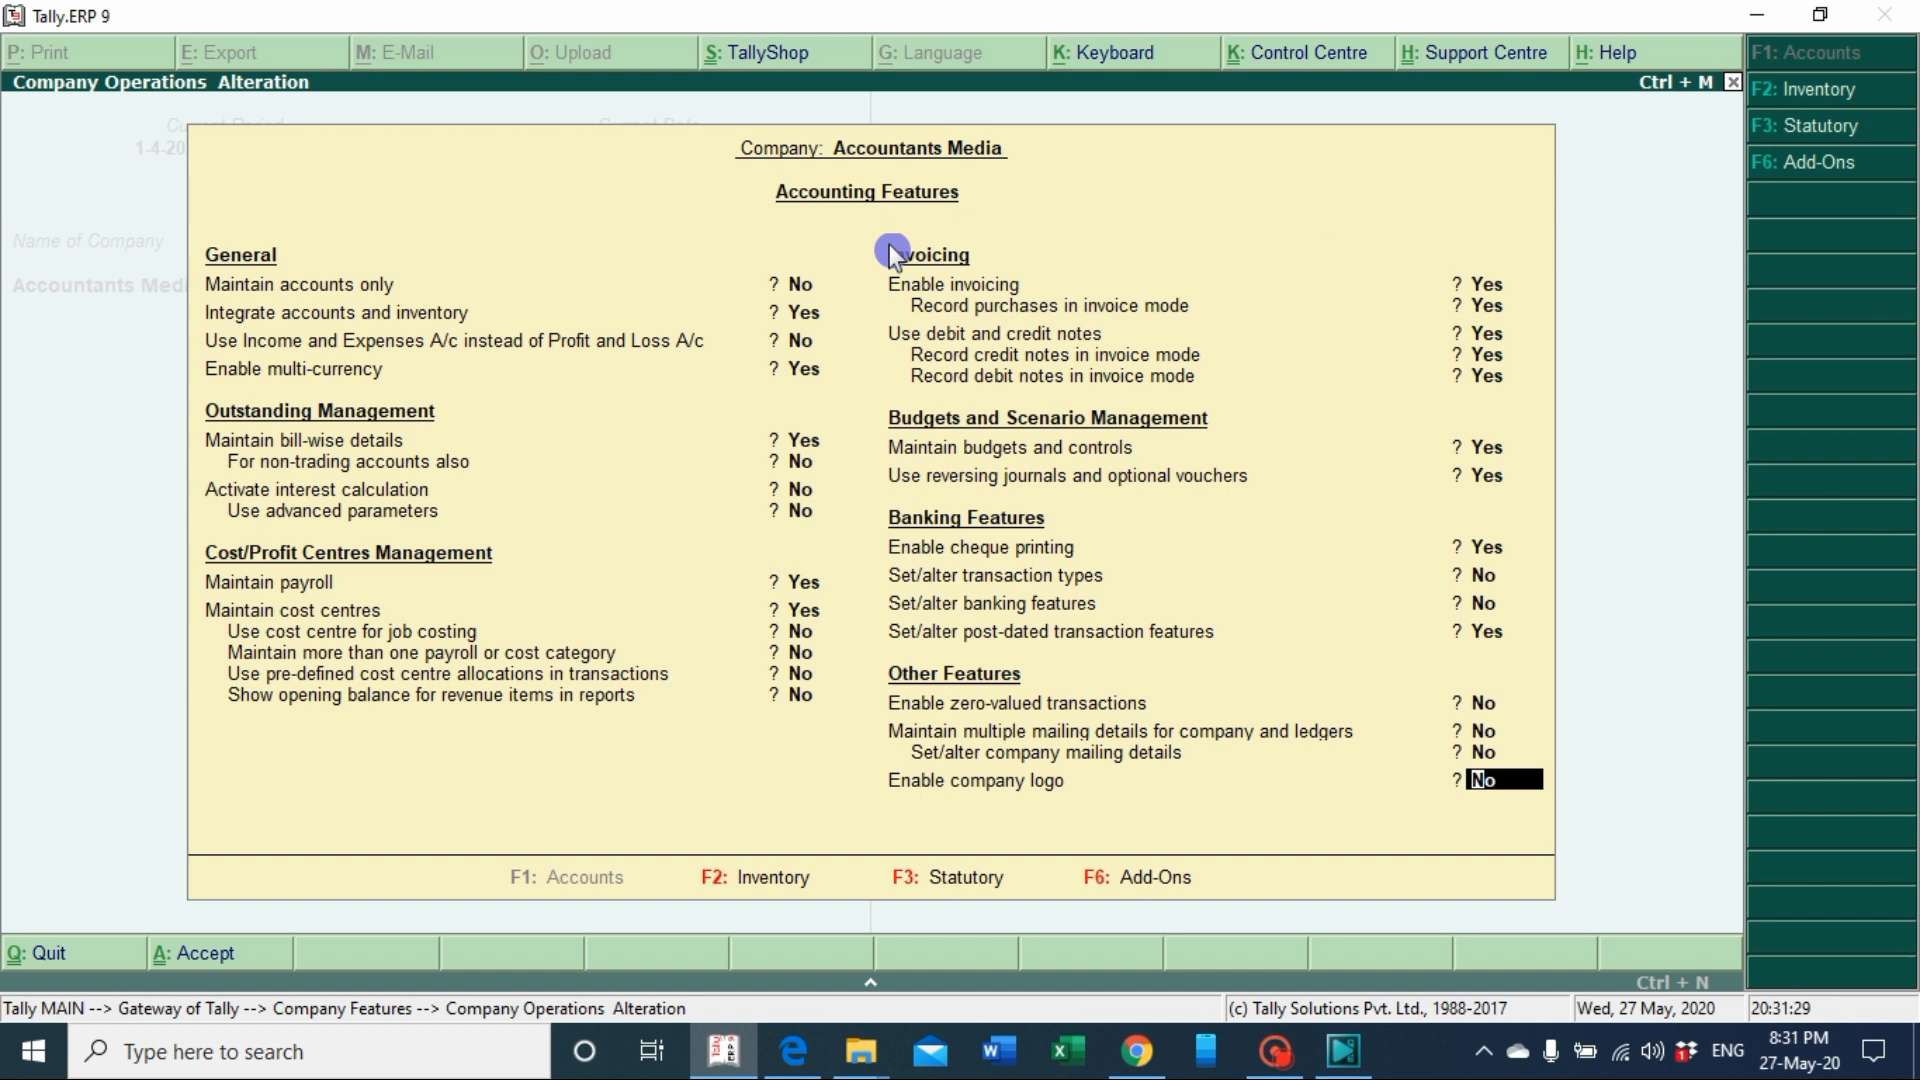 Tally.ERP 9
P: Print
E: Export
M: E-Mail
O: Upload
S: TallyShop
G: Language
K: Keyboard
K: Control Centre
H: Support Centre
H: Help
F1: Accounts
Company Operations Alteration
Ctrl + M
F2: Inventory
F3: Statutory
F6: Add-Ons
1-4-20
Name of Company
Accountants Medi
Company: Accountants Media
Accounting Features
General
Maintain accounts only ? No
Integrate accounts and inventory ? Yes
Use Income and Expenses A/c instead of Profit and Loss A/c ? No
Enable multi-currency ? Yes
Outstanding Management
Maintain bill-wise details ? Yes
For non-trading accounts also ? No
Activate interest calculation ? No
Use advanced parameters ? No
Cost/Profit Centres Management
Maintain payroll ? Yes
Maintain cost centres ? Yes
Use cost centre for job costing ? No
Maintain more than one payroll or cost category ? No
Use pre-defined cost centre allocations in transactions ? No
Show opening balance for revenue items in reports ? No
Invoicing
Enable invoicing ? Yes
Record purchases in invoice mode ? Yes
Use debit and credit notes ? Yes
Record credit notes in invoice mode ? Yes
Record debit notes in invoice mode ? Yes
Budgets and Scenario Management
Maintain budgets and controls ? Yes
Use reversing journals and optional vouchers ? Yes
Banking Features
Enable cheque printing ? Yes
Set/alter transaction types ? No
Set/alter banking features ? No
Set/alter post-dated transaction features ? Yes
Other Features
Enable zero-valued transactions ? No
Maintain multiple mailing details for company and ledgers ? No
Set/alter company mailing details ? No
Enable company logo ? No
F1: Accounts
F2: Inventory
F3: Statutory
F6: Add-Ons
Q: Quit
A: Accept
Ctrl + N
Tally MAIN --> Gateway of Tally --> Company Features --> Company Operations Alteration
(c) Tally Solutions Pvt. Ltd., 1988-2017
Wed, 27 May, 2020
20:31:29
Type here to search
ENG
8:31 PM
27-May-20